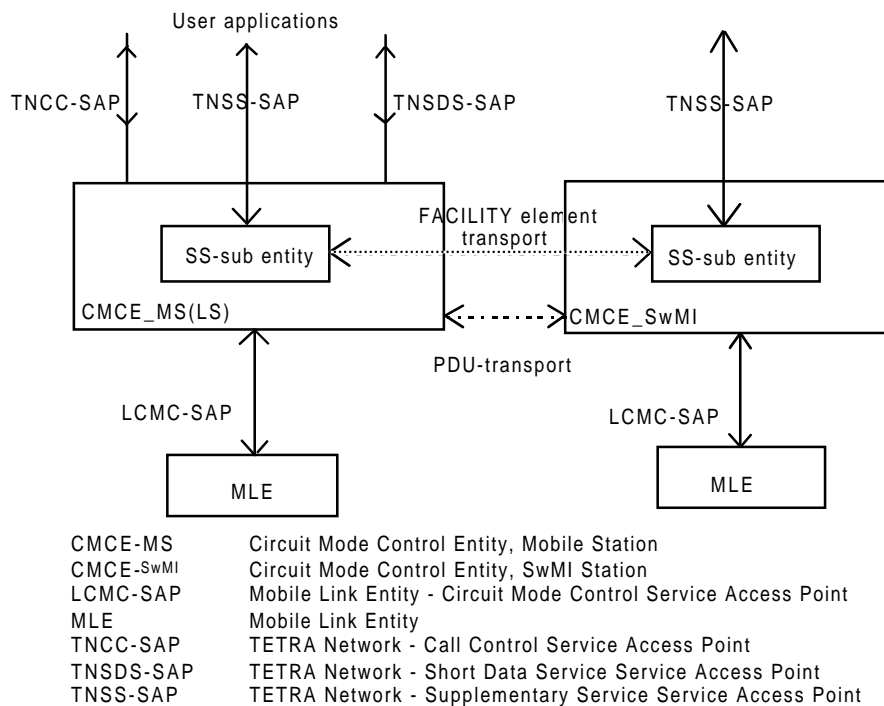 User applications
TNCC-SAP TNSS-SAP TNSDS-SAP TNSS-SAP
FACILITY element
transport
SS-sub entity SS-sub entity
CMCE_MS(LS) CMCE_SwMI
PDU-transport
LCMC-SAP LCMC-SAP
MLE MLE
CMCE-MS Circuit Mode Control Entity, Mobile Station
CMCE-SwMI Circuit Mode Control Entity, SwMI Station
LCMC-SAP Mobile Link Entity - Circuit Mode Control Service Access Point
MLE Mobile Link Entity
TNCC-SAP TETRA Network - Call Control Service Access Point
TNSDS-SAP TETRA Network - Short Data Service Service Access Point
TNSS-SAP TETRA Network - Supplementary Service Service Access Point